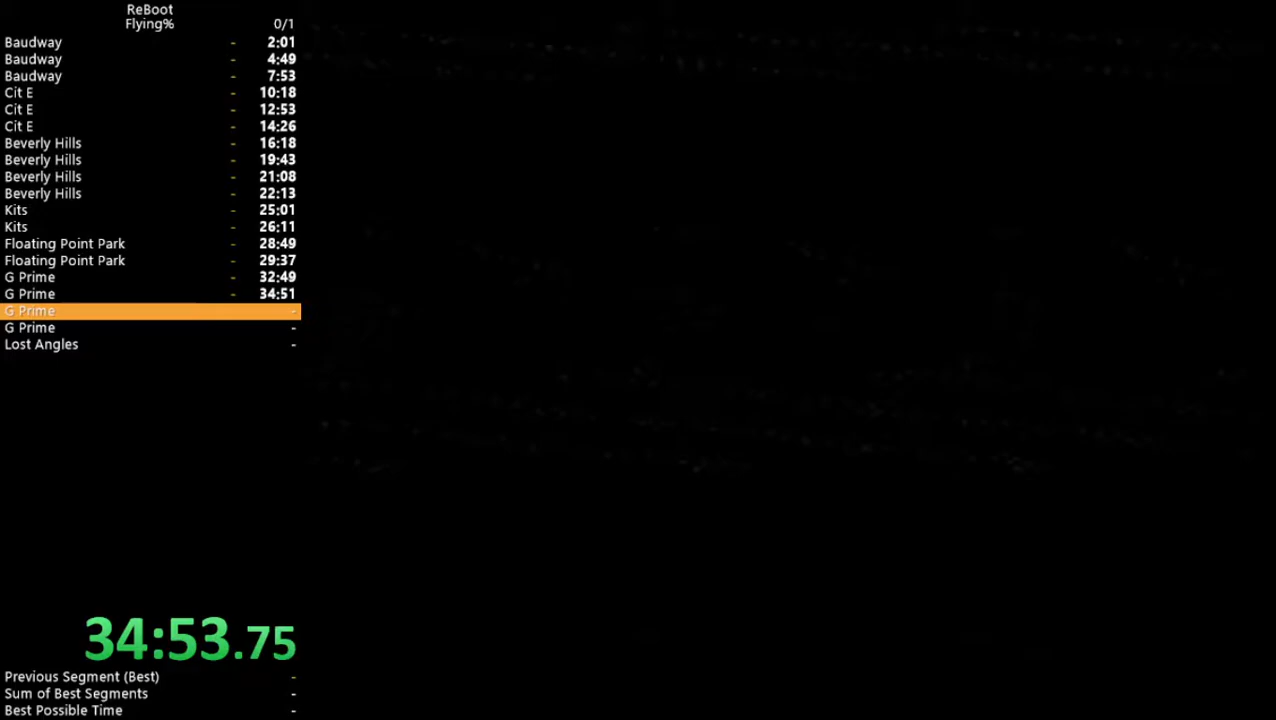 ReBoot
Flying% 0/1
Baudway - 2:01
Baudway - 4:49
Baudway - 7:53
Cit E - 10:18
Cit E - 12:53
Cit E - 14:26
Beverly Hills - 16:18
Beverly Hills - 19:43
Beverly Hills - 21:08
Beverly Hills - 22:13
Kits - 25:01
Kits - 26:11
Floating Point Park - 28:49
Floating Point Park - 29:37
G Prime - 32:49
G Prime - 34:51
G Prime -
G Prime -
Lost Angles -
34:53.75
Previous Segment (Best) -
Sum of Best Segments -
Best Possible Time -